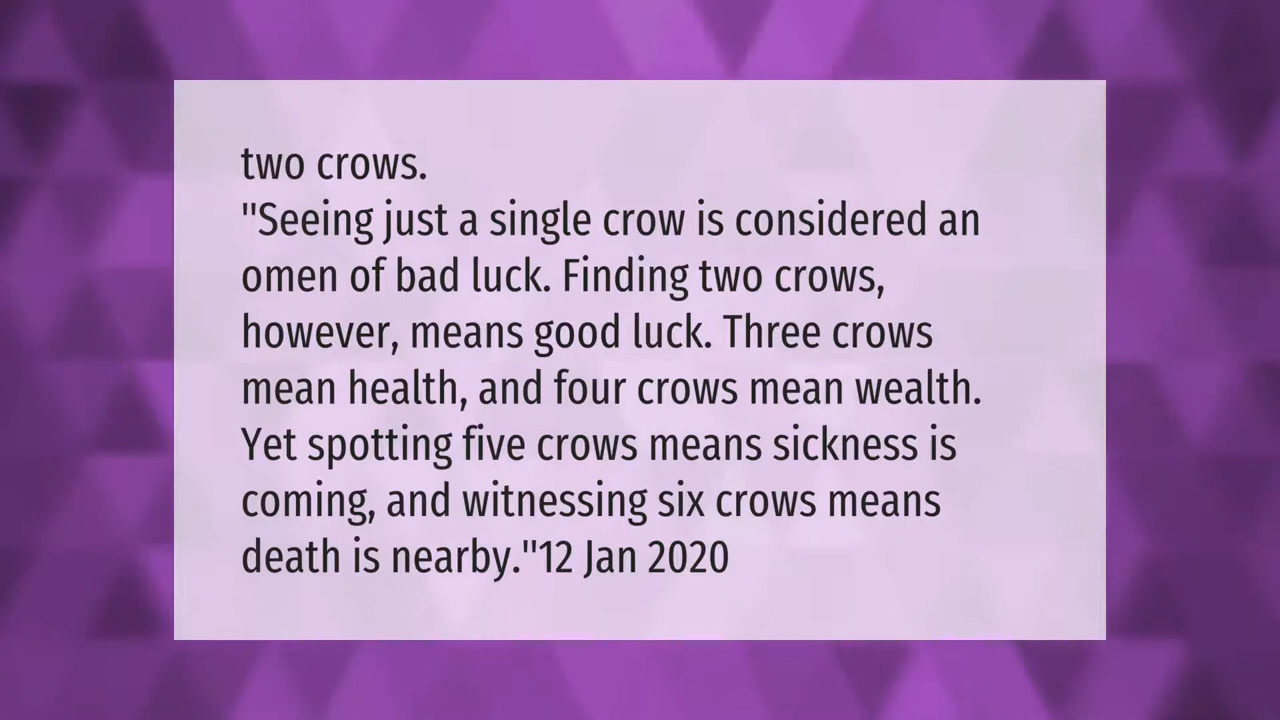 two crows.
"Seeing just a single crow is considered an
omen of bad luck. Finding two crows,
however, means good luck. Three crows
mean health, and four crows mean wealth.
Yet spotting five crows means sickness is
coming, and witnessing six crows means
death is nearby."12 Jan 2020